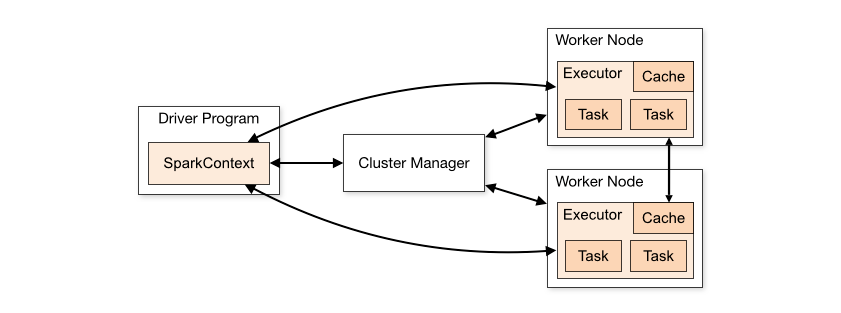 Driver Program
SparkContext
Cluster Manager
Worker Node
Executor
Cache
Task
Task
Worker Node
Executor
Cache
Task
Task